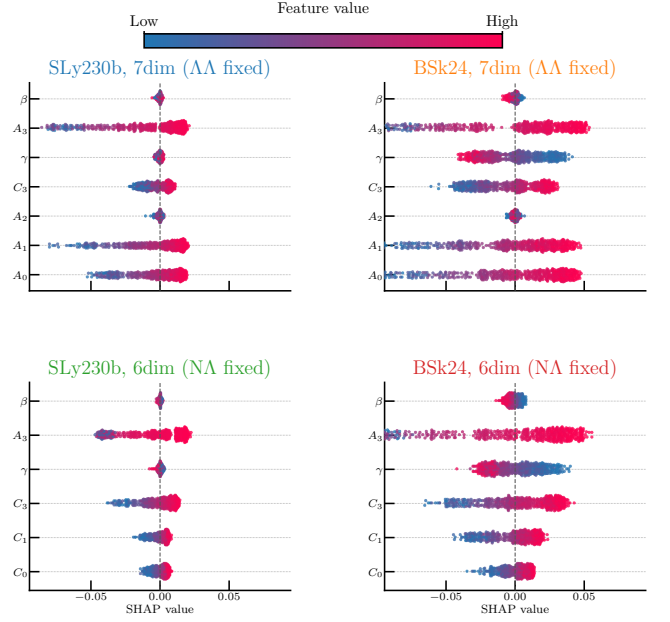 Feature value
Low High
SLy230b, 7dim (ΛΛ fixed)
β
A₃
γ
C₃
A₂
A₁
A₀
BSk24, 7dim (ΛΛ fixed)
β
A₃
γ
C₃
A₂
A₁
A₀
SLy230b, 6dim (NΛ fixed)
β
A₃
γ
C₃
C₁
C₀
−0.05 0.00 0.05
SHAP value
BSk24, 6dim (NΛ fixed)
β
A₃
γ
C₃
C₁
C₀
−0.05 0.00 0.05
SHAP value